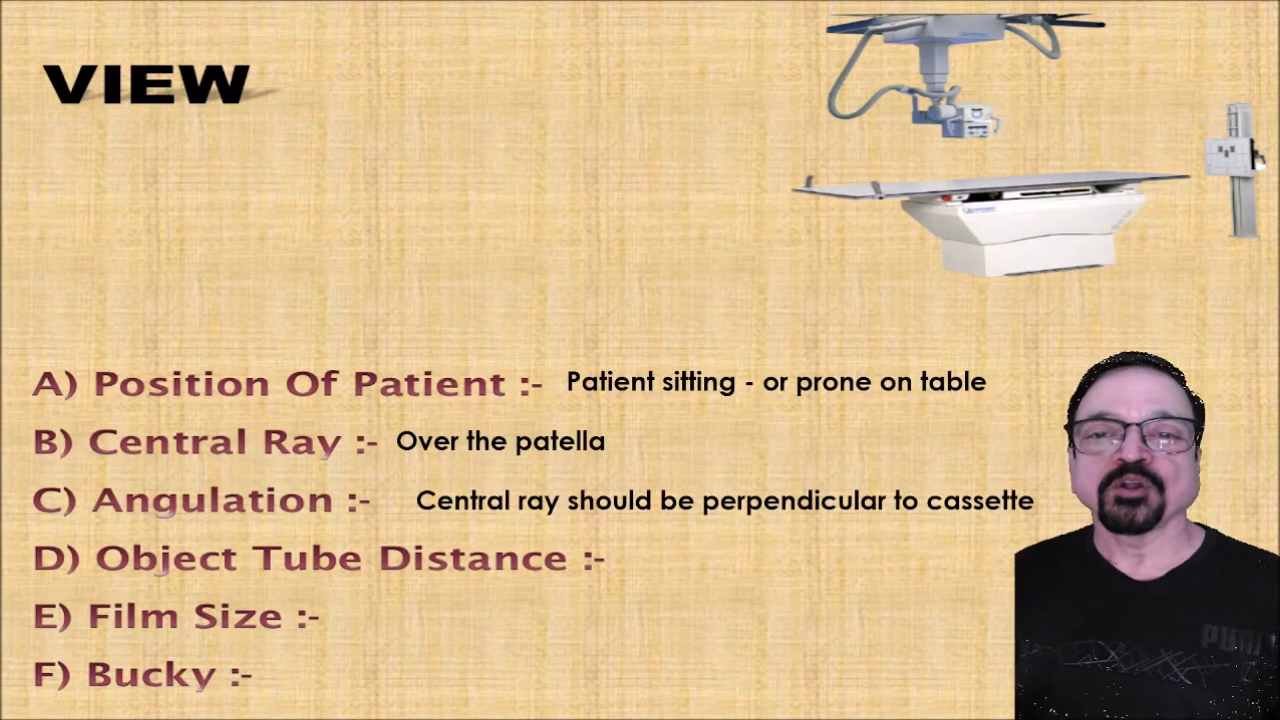 VIEW
A) Position Of Patient :- Patient sitting - or prone on table
B) Central Ray :- Over the patella
C) Angulation :- Central ray should be perpendicular to cassette
D) Object Tube Distance :-
E) Film Size :-
F) Bucky :-